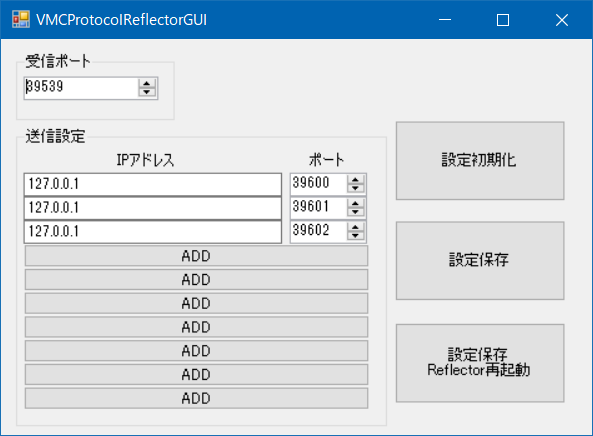 VMCProtocolReflectorGUI
受信ポート
39539
送信設定
IPアドレス ポート
127.0.0.1 39600
127.0.0.1 39601
127.0.0.1 39602
ADD
ADD
ADD
ADD
ADD
ADD
ADD
設定初期化
設定保存
設定保存
Reflector再起動